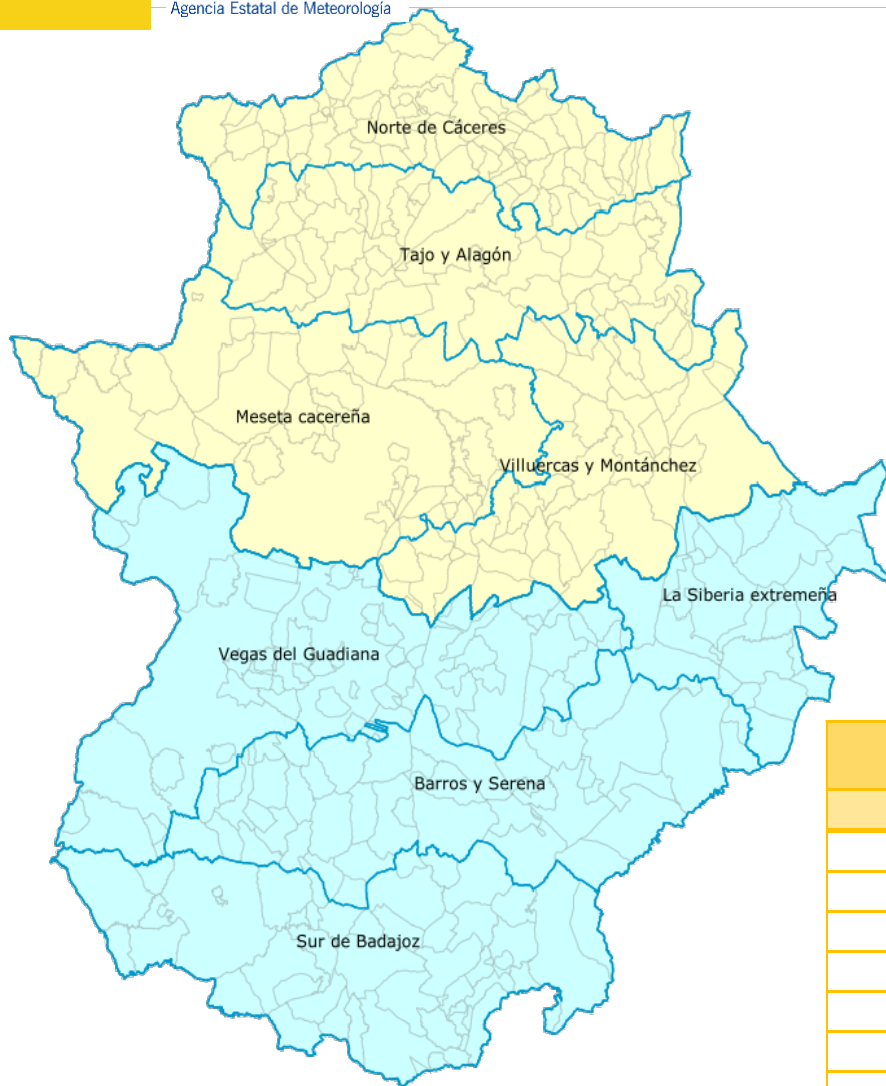 Agencia Estatal de Meteorología
Norte de Cáceres
Tajo y Alagón
Meseta cacereña
Villuercas y Montánchez
La Siberia extremeña
Vegas del Guadiana
Barros y Serena
Sur de Badajoz